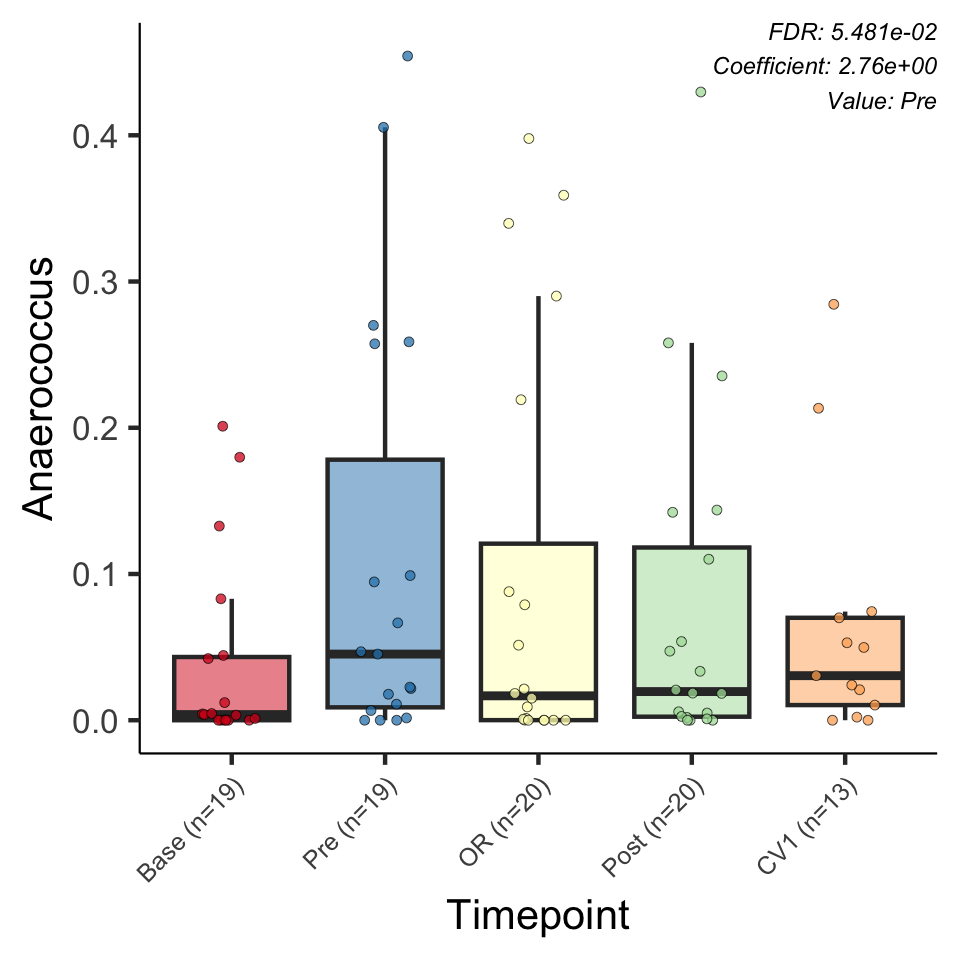 FDR: 5.481e-02
Coefficient: 2.76e+00
Value: Pre
Anaerococcus
0.4
0.3
0.2
0.1
0.0
Base (n=19)
Pre (n=19)
OR (n=20)
Post (n=20)
CV1 (n=13)
Timepoint